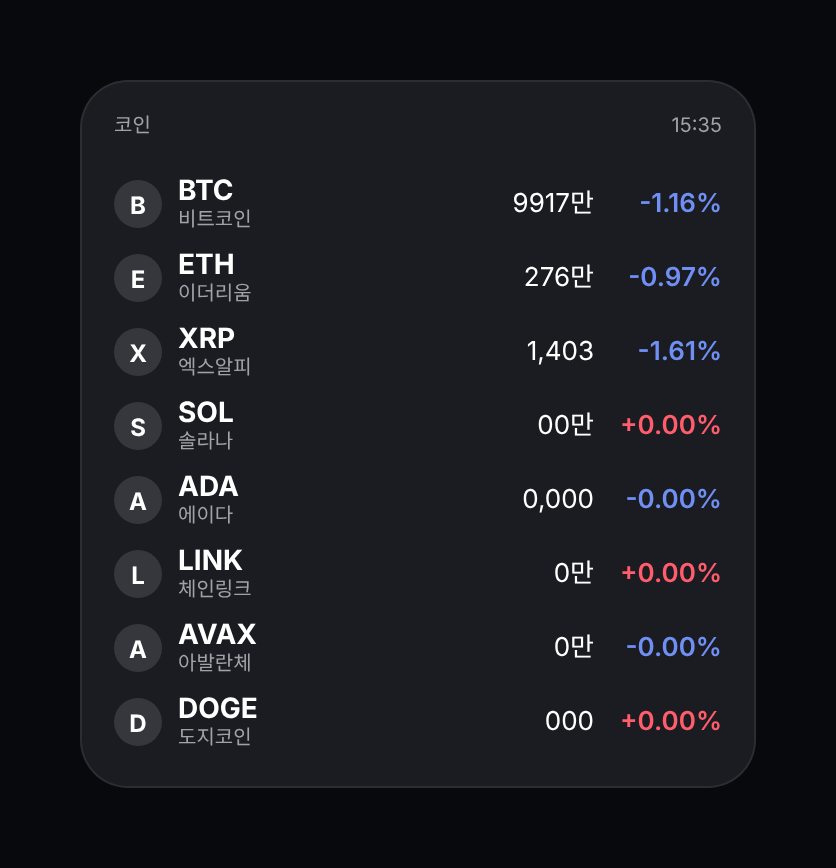 코인 15:35
B BTC 9917만 -1.16%
비트코인
E ETH 276만 -0.97%
이더리움
X XRP 1,403 -1.61%
엑스알피
S SOL 00만 +0.00%
솔라나
A ADA 0,000 -0.00%
에이다
L LINK 0만 +0.00%
체인링크
A AVAX 0만 -0.00%
아발란체
D DOGE 000 +0.00%
도지코인